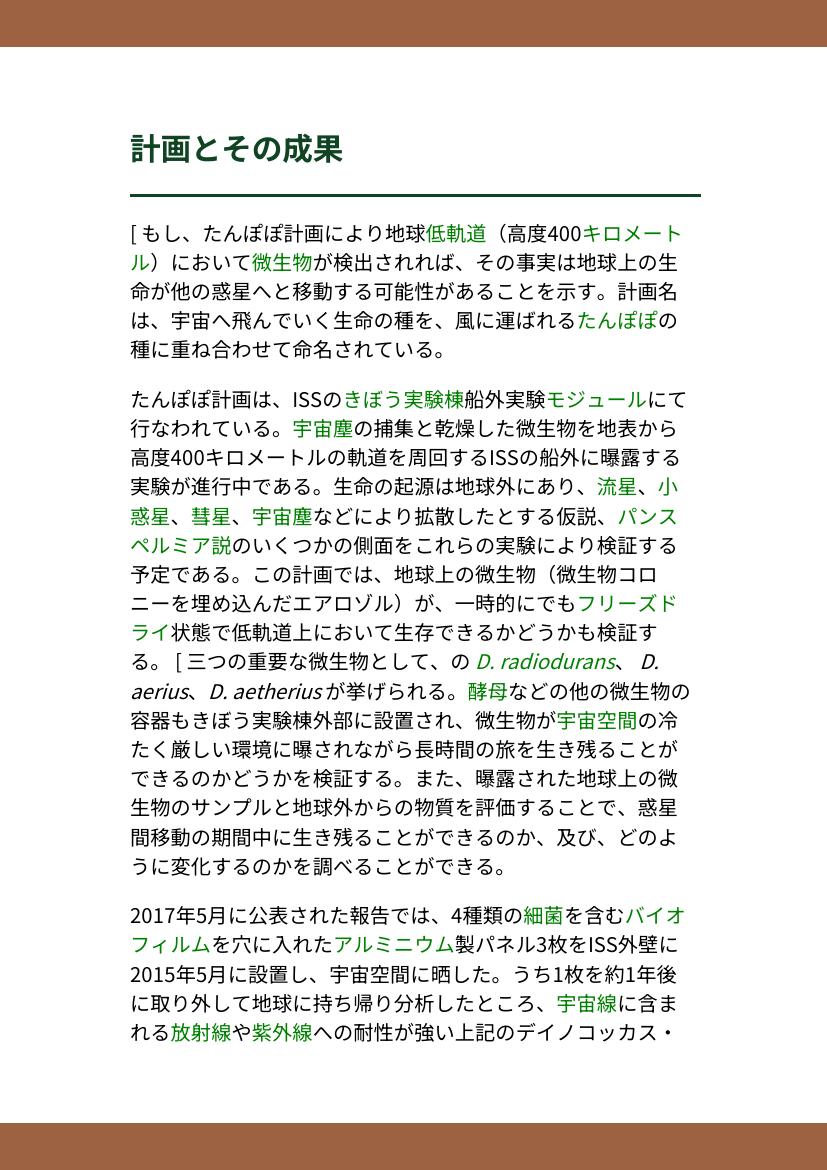 計画とその成果
[ もし、たんぽぽ計画により地球低軌道（高度400キロメート
ル）において微生物が検出されれば、その事実は地球上の生
命が他の惑星へと移動する可能性があることを示す。計画名
は、宇宙へ飛んでいく生命の種を、風に運ばれるたんぽぽの
種に重ね合わせて命名されている。
たんぽぽ計画は、ISSのきぼう実験棟船外実験モジュールにて
行なわれている。宇宙塵の捕集と乾燥した微生物を地表から
高度400キロメートルの軌道を周回するISSの船外に曝露する
実験が進行中である。生命の起源は地球外にあり、流星、小
惑星、彗星、宇宙塵などにより拡散したとする仮説、パンス
ペルミア説のいくつかの側面をこれらの実験により検証する
予定である。この計画では、地球上の微生物（微生物コロ
ニーを埋め込んだエアロゾル）が、一時的にでもフリーズド
ライ状態で低軌道上において生存できるかどうかも検証す
る。 [ 三つの重要な微生物として、の D. radiodurans、 D.
aerius、D. aetherius が挙げられる。酵母などの他の微生物の
容器もきぼう実験棟外部に設置され、微生物が宇宙空間の冷
たく厳しい環境に曝されながら長時間の旅を生き残ることが
できるのかどうかを検証する。また、曝露された地球上の微
生物のサンプルと地球外からの物質を評価することで、惑星
間移動の期間中に生き残ることができるのか、及び、どのよ
うに変化するのかを調べることができる。
2017年5月に公表された報告では、4種類の細菌を含むバイオ
フィルムを穴に入れたアルミニウム製パネル3枚をISS外壁に
2015年5月に設置し、宇宙空間に晒した。うち1枚を約1年後
に取り外して地球に持ち帰り分析したところ、宇宙線に含ま
れる放射線や紫外線への耐性が強い上記のデイノコッカス・